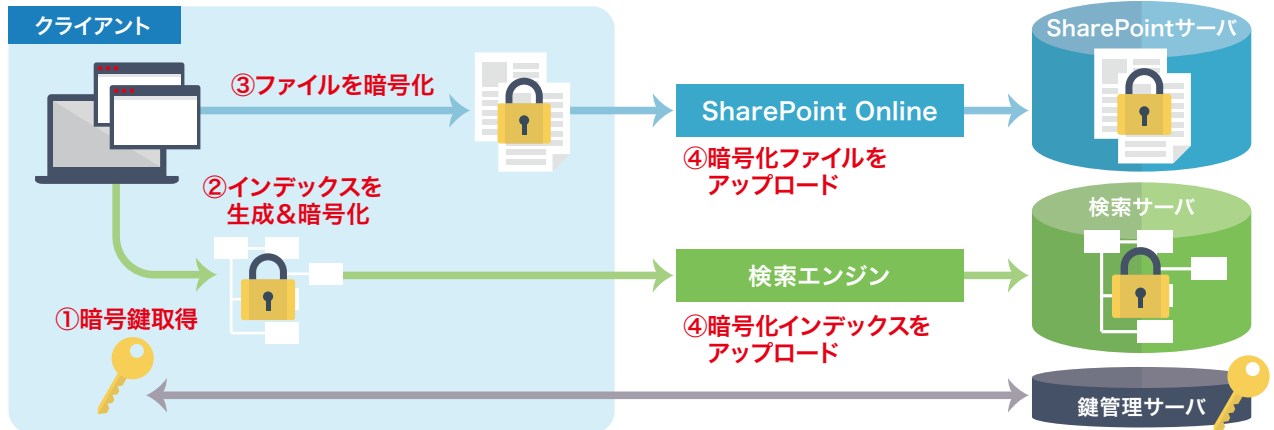 クライアント
SharePointサーバ
③ファイルを暗号化
SharePoint Online
④暗号化ファイルを
アップロード
②インデックスを
生成＆暗号化
検索サーバ
検索エンジン
①暗号鍵取得
④暗号化インデックスを
アップロード
鍵管理サーバ